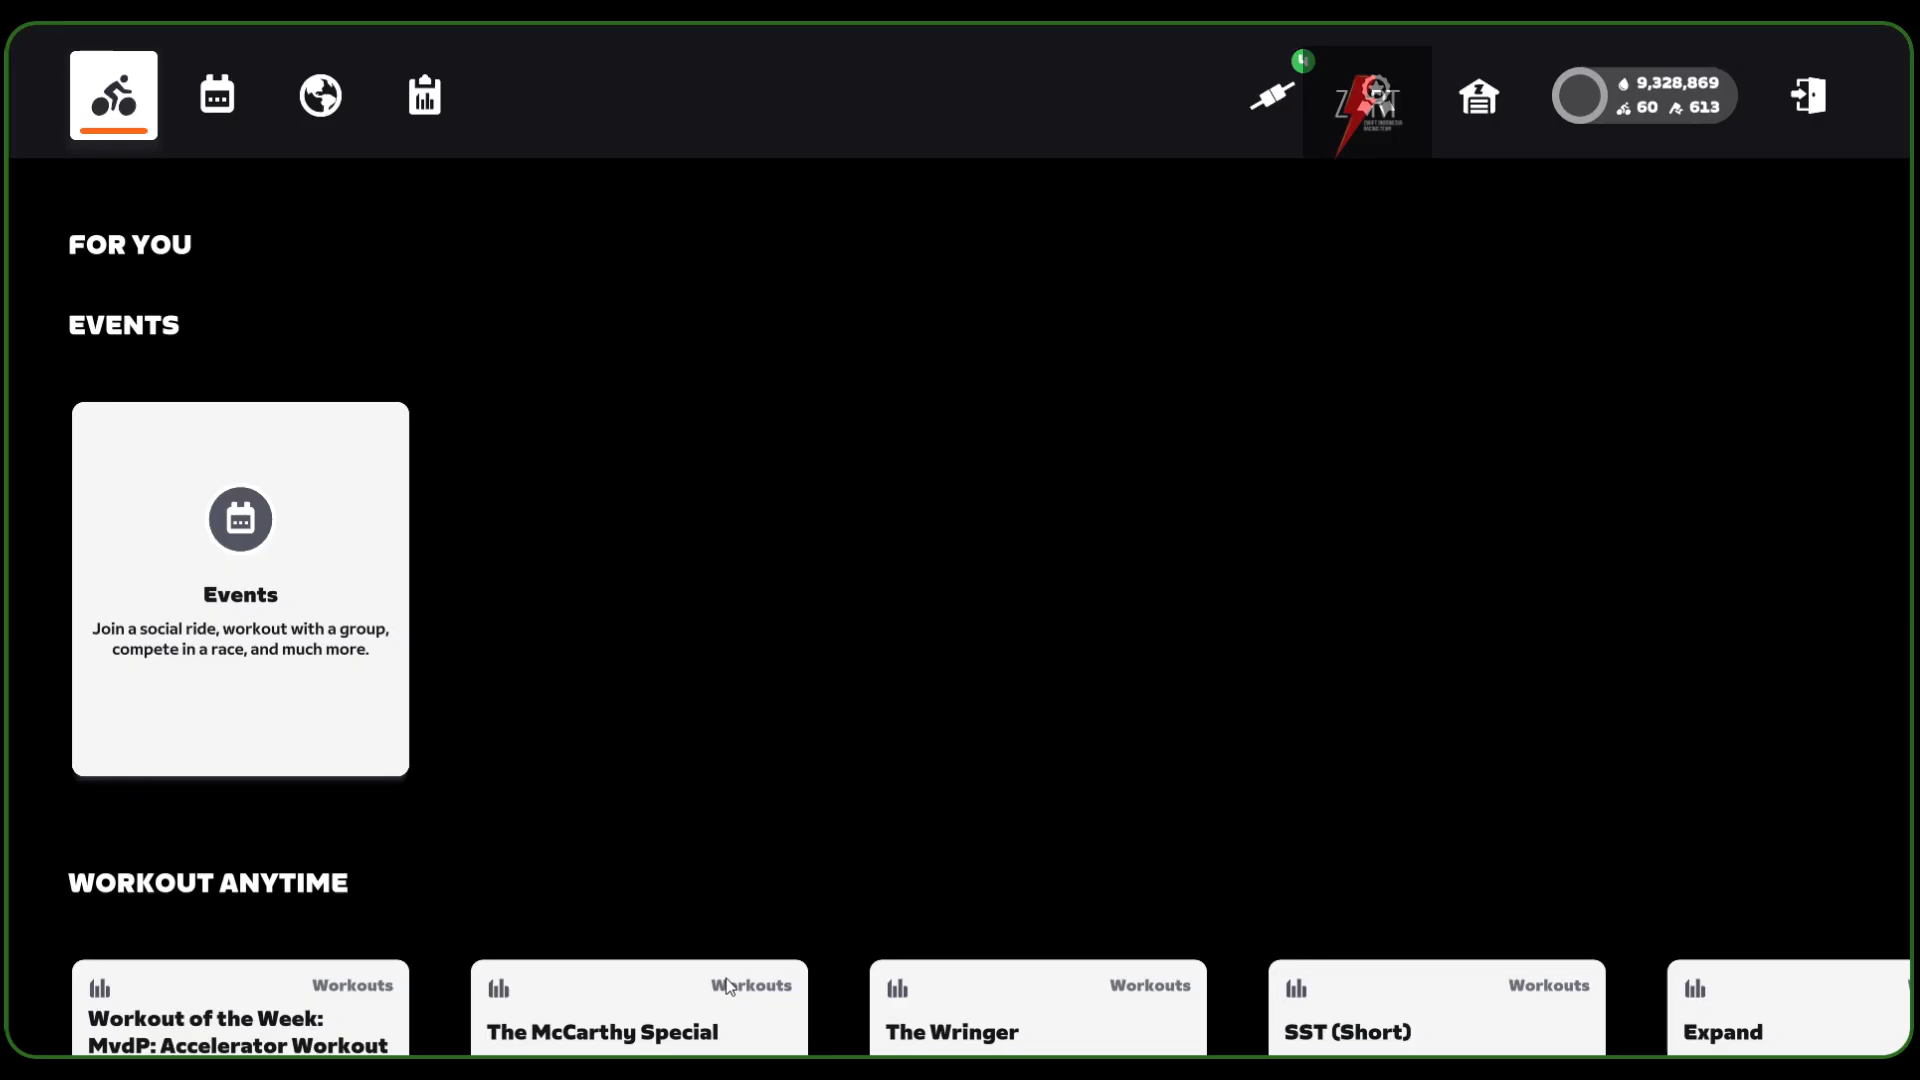 4
9,328,869
60 613
FOR YOU
EVENTS
Events
Join a social ride, workout with a group,
compete in a race, and much more.
WORKOUT ANYTIME
Workouts
Workout of the Week:
MvdP: Accelerator Workout
Workouts
The McCarthy Special
Workouts
The Wringer
Workouts
SST (Short)
Expand